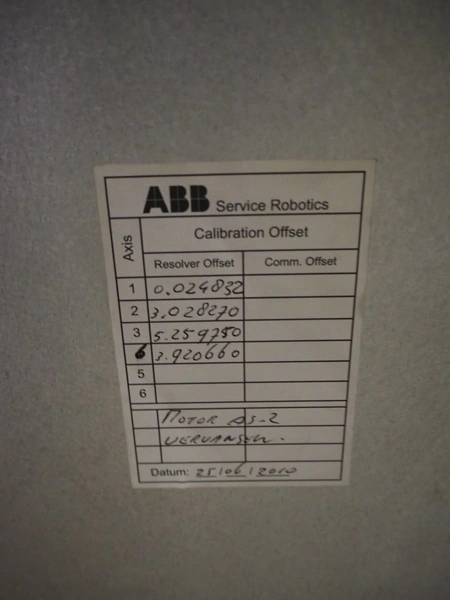 ABB Service Robotics
Axis
Calibration Offset
Resolver Offset Comm. Offset
1 0.024832
2 3.028270
3 5.259750
6 3.920660
5
6
MOTOR AS-2
VERVANGEN.
Datum: 25/06/2010